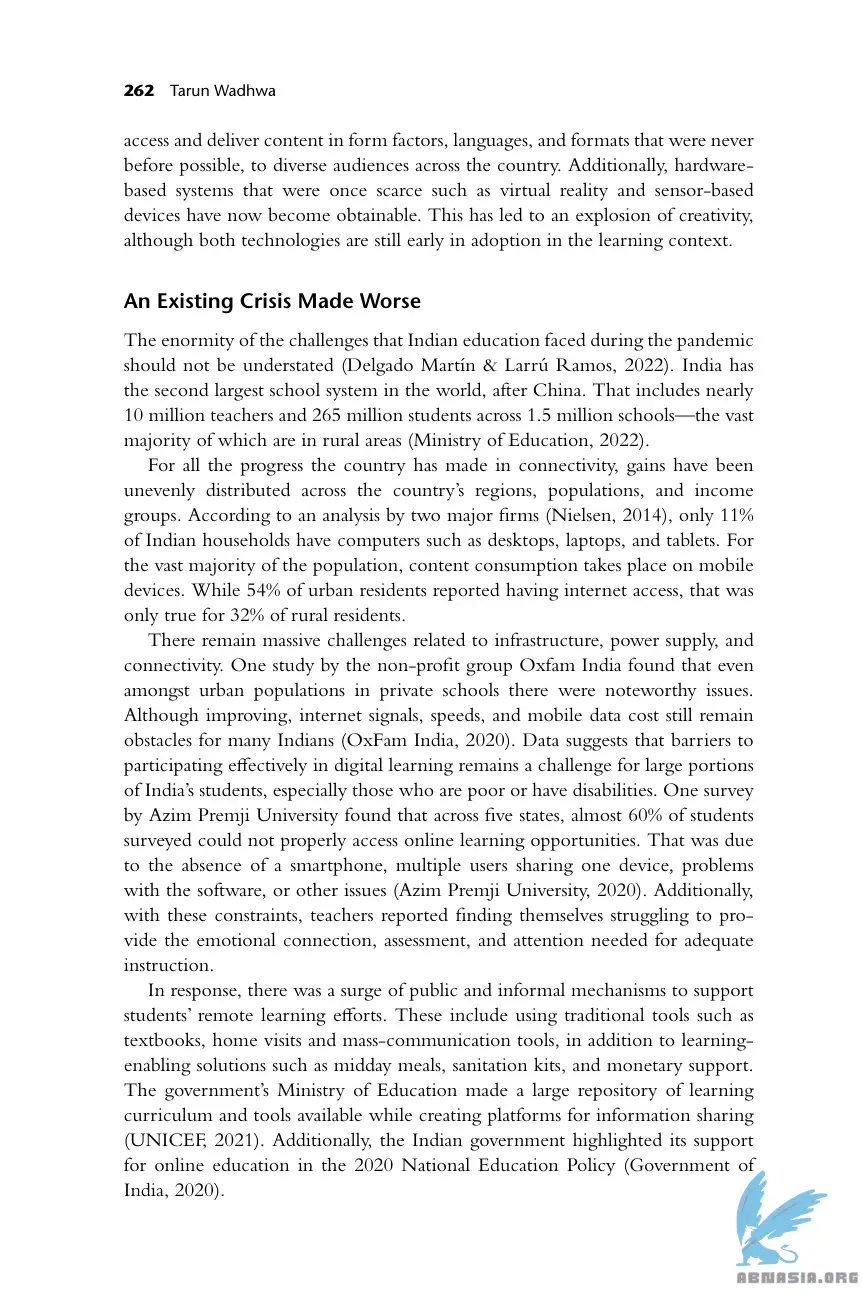 262 Tarun Wadhwa
access and deliver content in form factors, languages, and formats that were never
before possible, to diverse audiences across the country. Additionally, hardware-
based systems that were once scarce such as virtual reality and sensor-based
devices have now become obtainable. This has led to an explosion of creativity,
although both technologies are still early in adoption in the learning context.
An Existing Crisis Made Worse
The enormity of the challenges that Indian education faced during the pandemic
should not be understated (Delgado Martín & Larrú Ramos, 2022). India has
the second largest school system in the world, after China. That includes nearly
10 million teachers and 265 million students across 1.5 million schools—the vast
majority of which are in rural areas (Ministry of Education, 2022).
For all the progress the country has made in connectivity, gains have been
unevenly distributed across the country's regions, populations, and income
groups. According to an analysis by two major firms (Nielsen, 2014), only 11%
of Indian households have computers such as desktops, laptops, and tablets. For
the vast majority of the population, content consumption takes place on mobile
devices. While 54% of urban residents reported having internet access, that was
only true for 32% of rural residents.
There remain massive challenges related to infrastructure, power supply, and
connectivity. One study by the non-profit group Oxfam India found that even
amongst urban populations in private schools there were noteworthy issues.
Although improving, internet signals, speeds, and mobile data cost still remain
obstacles for many Indians (OxFam India, 2020). Data suggests that barriers to
participating effectively in digital learning remains a challenge for large portions
of India's students, especially those who are poor or have disabilities. One survey
by Azim Premji University found that across five states, almost 60% of students
surveyed could not properly access online learning opportunities. That was due
to the absence of a smartphone, multiple users sharing one device, problems
with the software, or other issues (Azim Premji University, 2020). Additionally,
with these constraints, teachers reported finding themselves struggling to pro-
vide the emotional connection, assessment, and attention needed for adequate
instruction.
In response, there was a surge of public and informal mechanisms to support
students' remote learning efforts. These include using traditional tools such as
textbooks, home visits and mass-communication tools, in addition to learning-
enabling solutions such as midday meals, sanitation kits, and monetary support.
The government's Ministry of Education made a large repository of learning
curriculum and tools available while creating platforms for information sharing
(UNICEF, 2021). Additionally, the Indian government highlighted its support
for online education in the 2020 National Education Policy (Government of
India, 2020).
ABNASIA.ORG